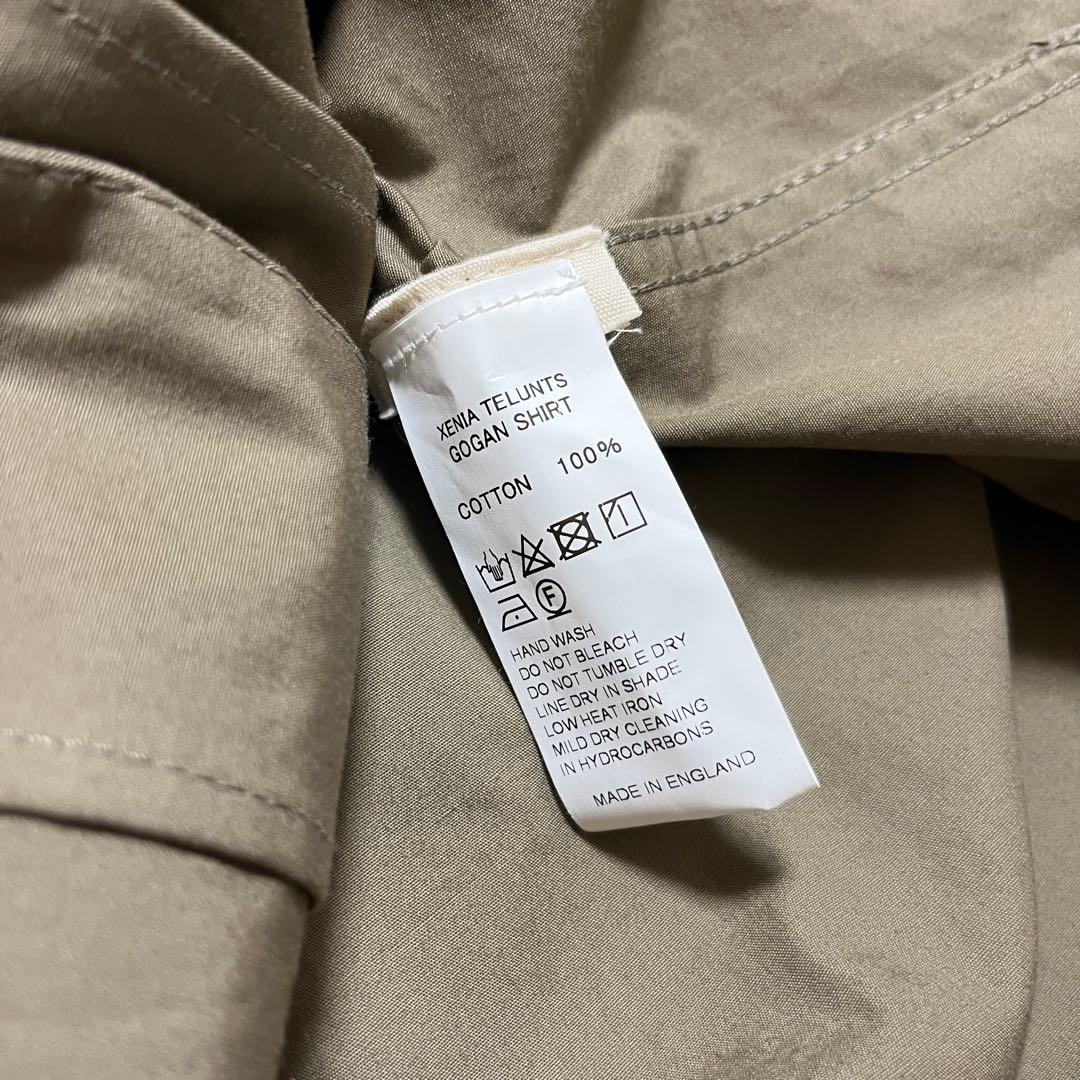 XENIA TELUNTS
GOGAN SHIRT
COTTON 100%
F
HAND WASH
DO NOT BLEACH
DO NOT TUMBLE DRY
LINE DRY IN SHADE
LOW HEAT IRON
MILD DRY CLEANING
IN HYDROCARBONS
MADE IN ENGLAND